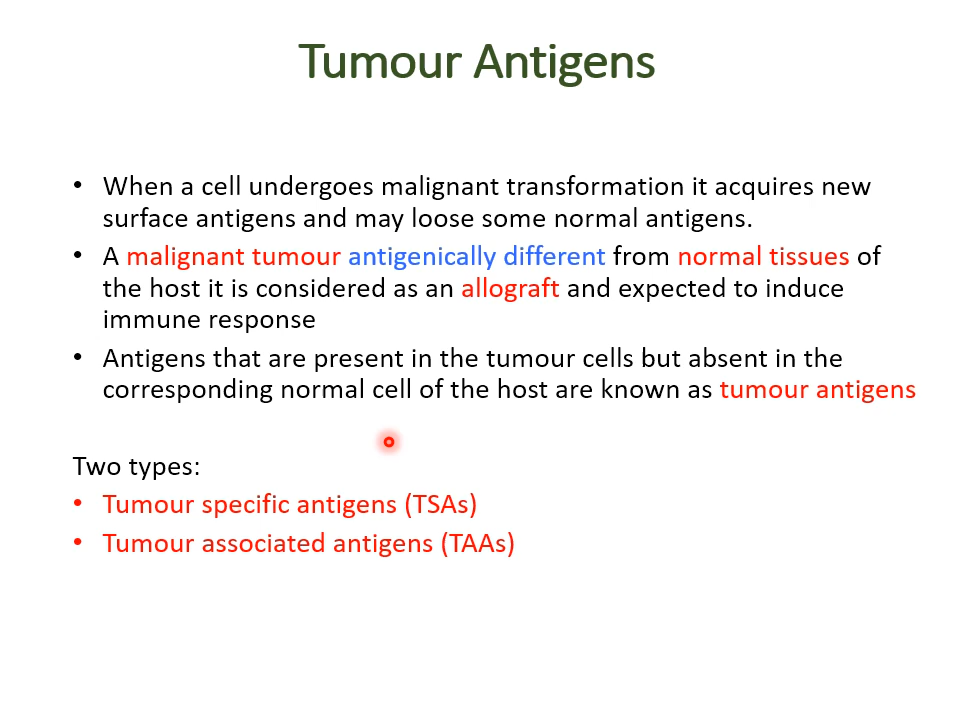 Tumour Antigens
• When a cell undergoes malignant transformation it acquires new
surface antigens and may loose some normal antigens.
• A malignant tumour antigenically different from normal tissues of
the host it is considered as an allograft and expected to induce
immune response
• Antigens that are present in the tumour cells but absent in the
corresponding normal cell of the host are known as tumour antigens
Two types:
• Tumour specific antigens (TSAs)
• Tumour associated antigens (TAAs)